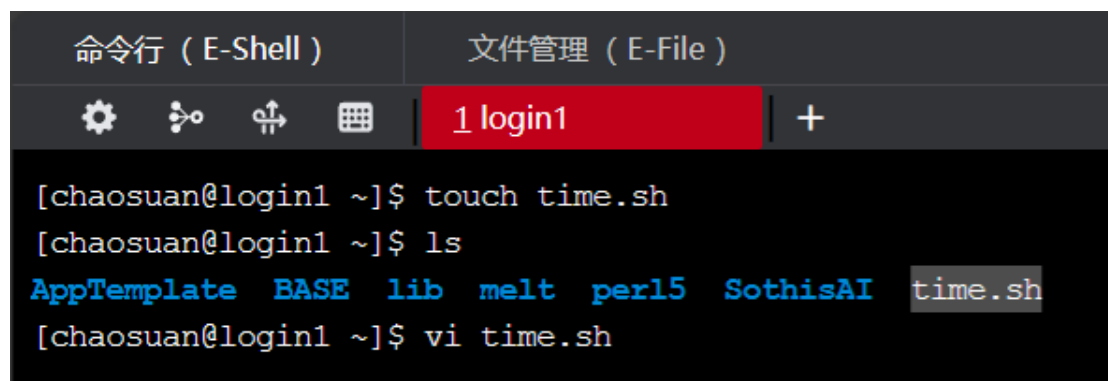 命令行（E-Shell） 文件管理（E-File）
1 login1 +
[chaosuan@login1 ~]$ touch time.sh
[chaosuan@login1 ~]$ ls
AppTemplate BASE lib melt perl5 SothisAI time.sh
[chaosuan@login1 ~]$ vi time.sh